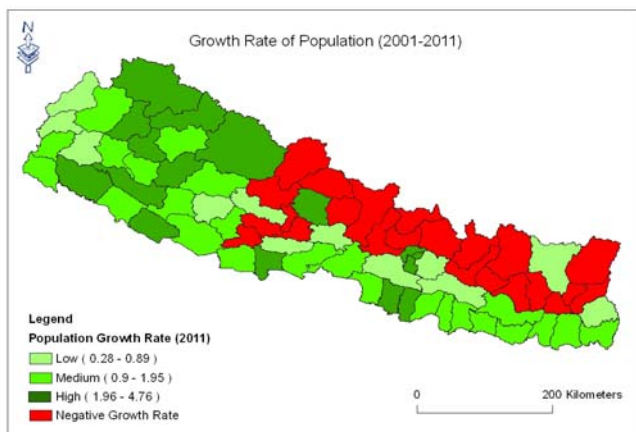 N
Growth Rate of Population (2001-2011)
Legend
Population Growth Rate (2011)
Low ( 0.28 - 0.89)
Medium ( 0.9 - 1.95 )
High ( 1.96 - 4.76)
Negative Growth Rate
0 200 Kilometers